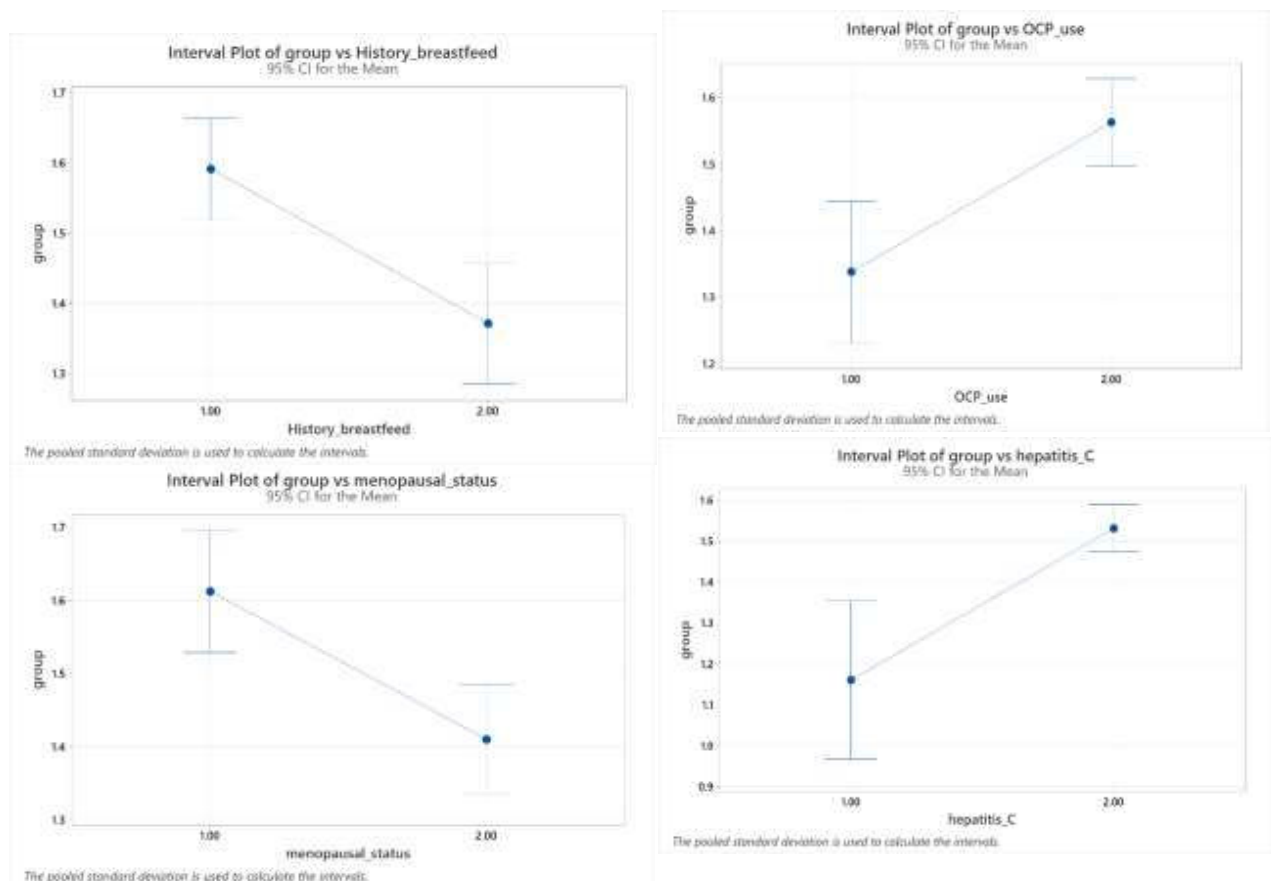 Interval Plot of group vs History_breastfeed
95% CI for the Mean
1.7
1.6
1.5
1.4
1.3
group
1.00
2.00
History_breastfeed
The pooled standard deviation is used to calculate the intervals.
Interval Plot of group vs OCP_use
95% CI for the Mean
1.6
1.5
1.4
1.3
1.2
group
1.00
2.00
OCP_use
The pooled standard deviation is used to calculate the intervals.
Interval Plot of group vs menopausal_status
95% CI for the Mean
1.7
1.6
1.5
1.4
1.3
group
1.00
2.00
menopausal_status
The pooled standard deviation is used to calculate the intervals.
Interval Plot of group vs hepatitis_C
95% CI for the Mean
1.6
1.5
1.4
1.3
1.2
1.1
1.0
0.9
group
1.00
2.00
hepatitis_C
The pooled standard deviation is used to calculate the intervals.